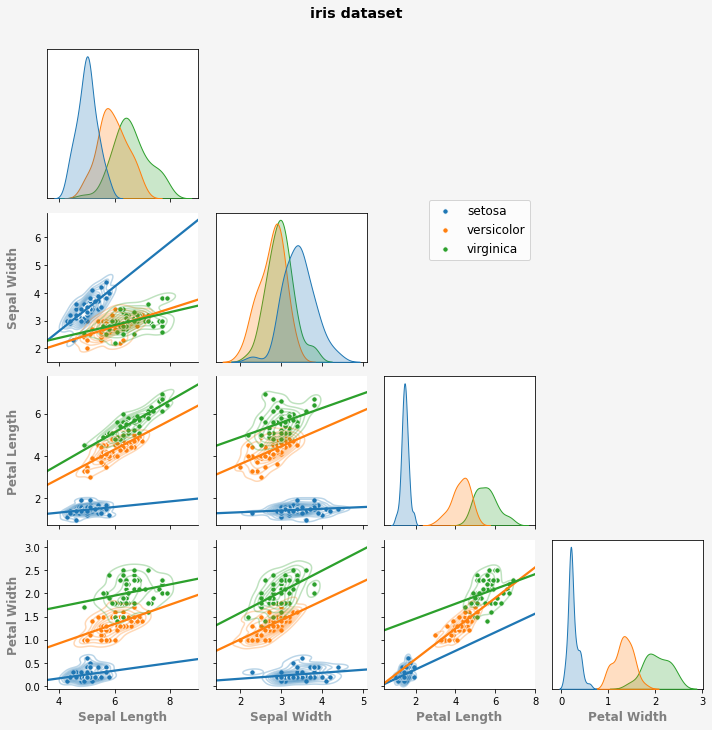 iris dataset
setosa
versicolor
virginica
Sepal Width
6
5
4
3
2
Petal Length
6
4
2
Petal Width
3.0
2.5
2.0
1.5
1.0
0.5
0.0
4 6 8 2 3 4 5 2 4 6 8 0 1 2 3
Sepal Length Sepal Width Petal Length Petal Width